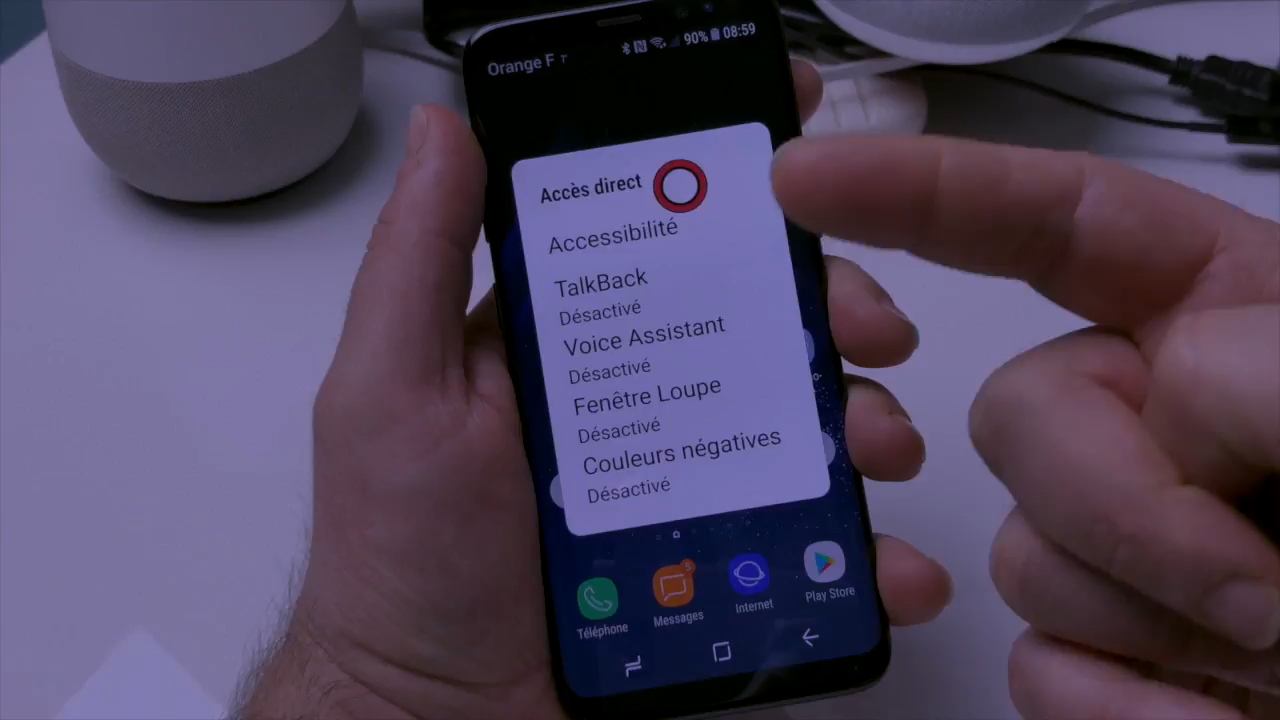 Orange F
90% 08:59
Accès direct
Accessibilité
TalkBack
Désactivé
Voice Assistant
Désactivé
Fenêtre Loupe
Désactivé
Couleurs négatives
Désactivé
5
Téléphone
Messages
Internet
Play Store